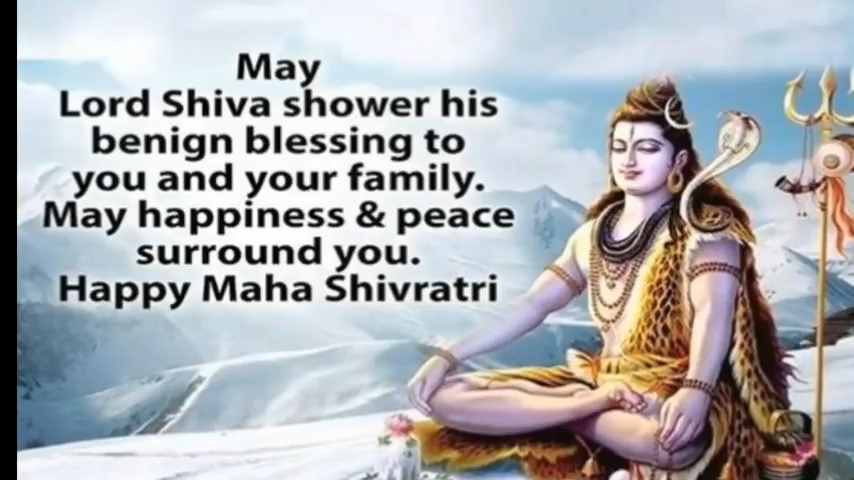 May
Lord Shiva shower his
benign blessing to
you and your family.
May happiness & peace
surround you.
Happy Maha Shivratri